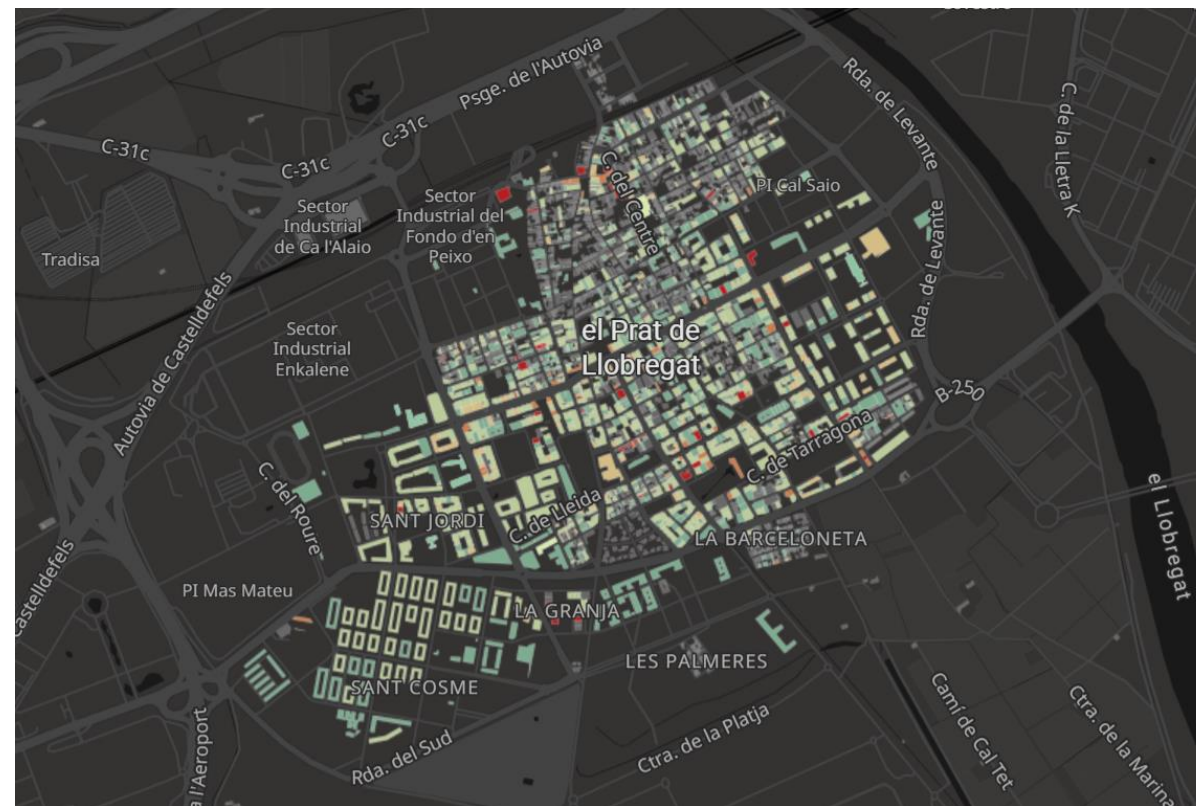 Psge. de l'Autovia
Rda. de Levante
C. de la Lletra K
C-31c
C-31c
C-31c
C. del Centre
PI Cal Saio
Sector
Industrial del
Fondo d'en
Peixo
Sector
Industrial
de Ca l'Alaio
Tradisa
Rda. de Levante
Autovia de Castelldefels
Sector
Industrial
Enkalene
el Prat de
Llobregat
B-250
C. de Tarragona
C. del Roure
SANT JORDI
C. de Lleida
LA BARCELONETA
el Llobregat
Castelldefels
PI Mas Mateu
LA GRANJA
LES PALMERES
SANT COSME
Camí de Cal Tet
Ctra. de la Marina
Ctra. de la Platja
Rda. del Sud
a l'Aeroport